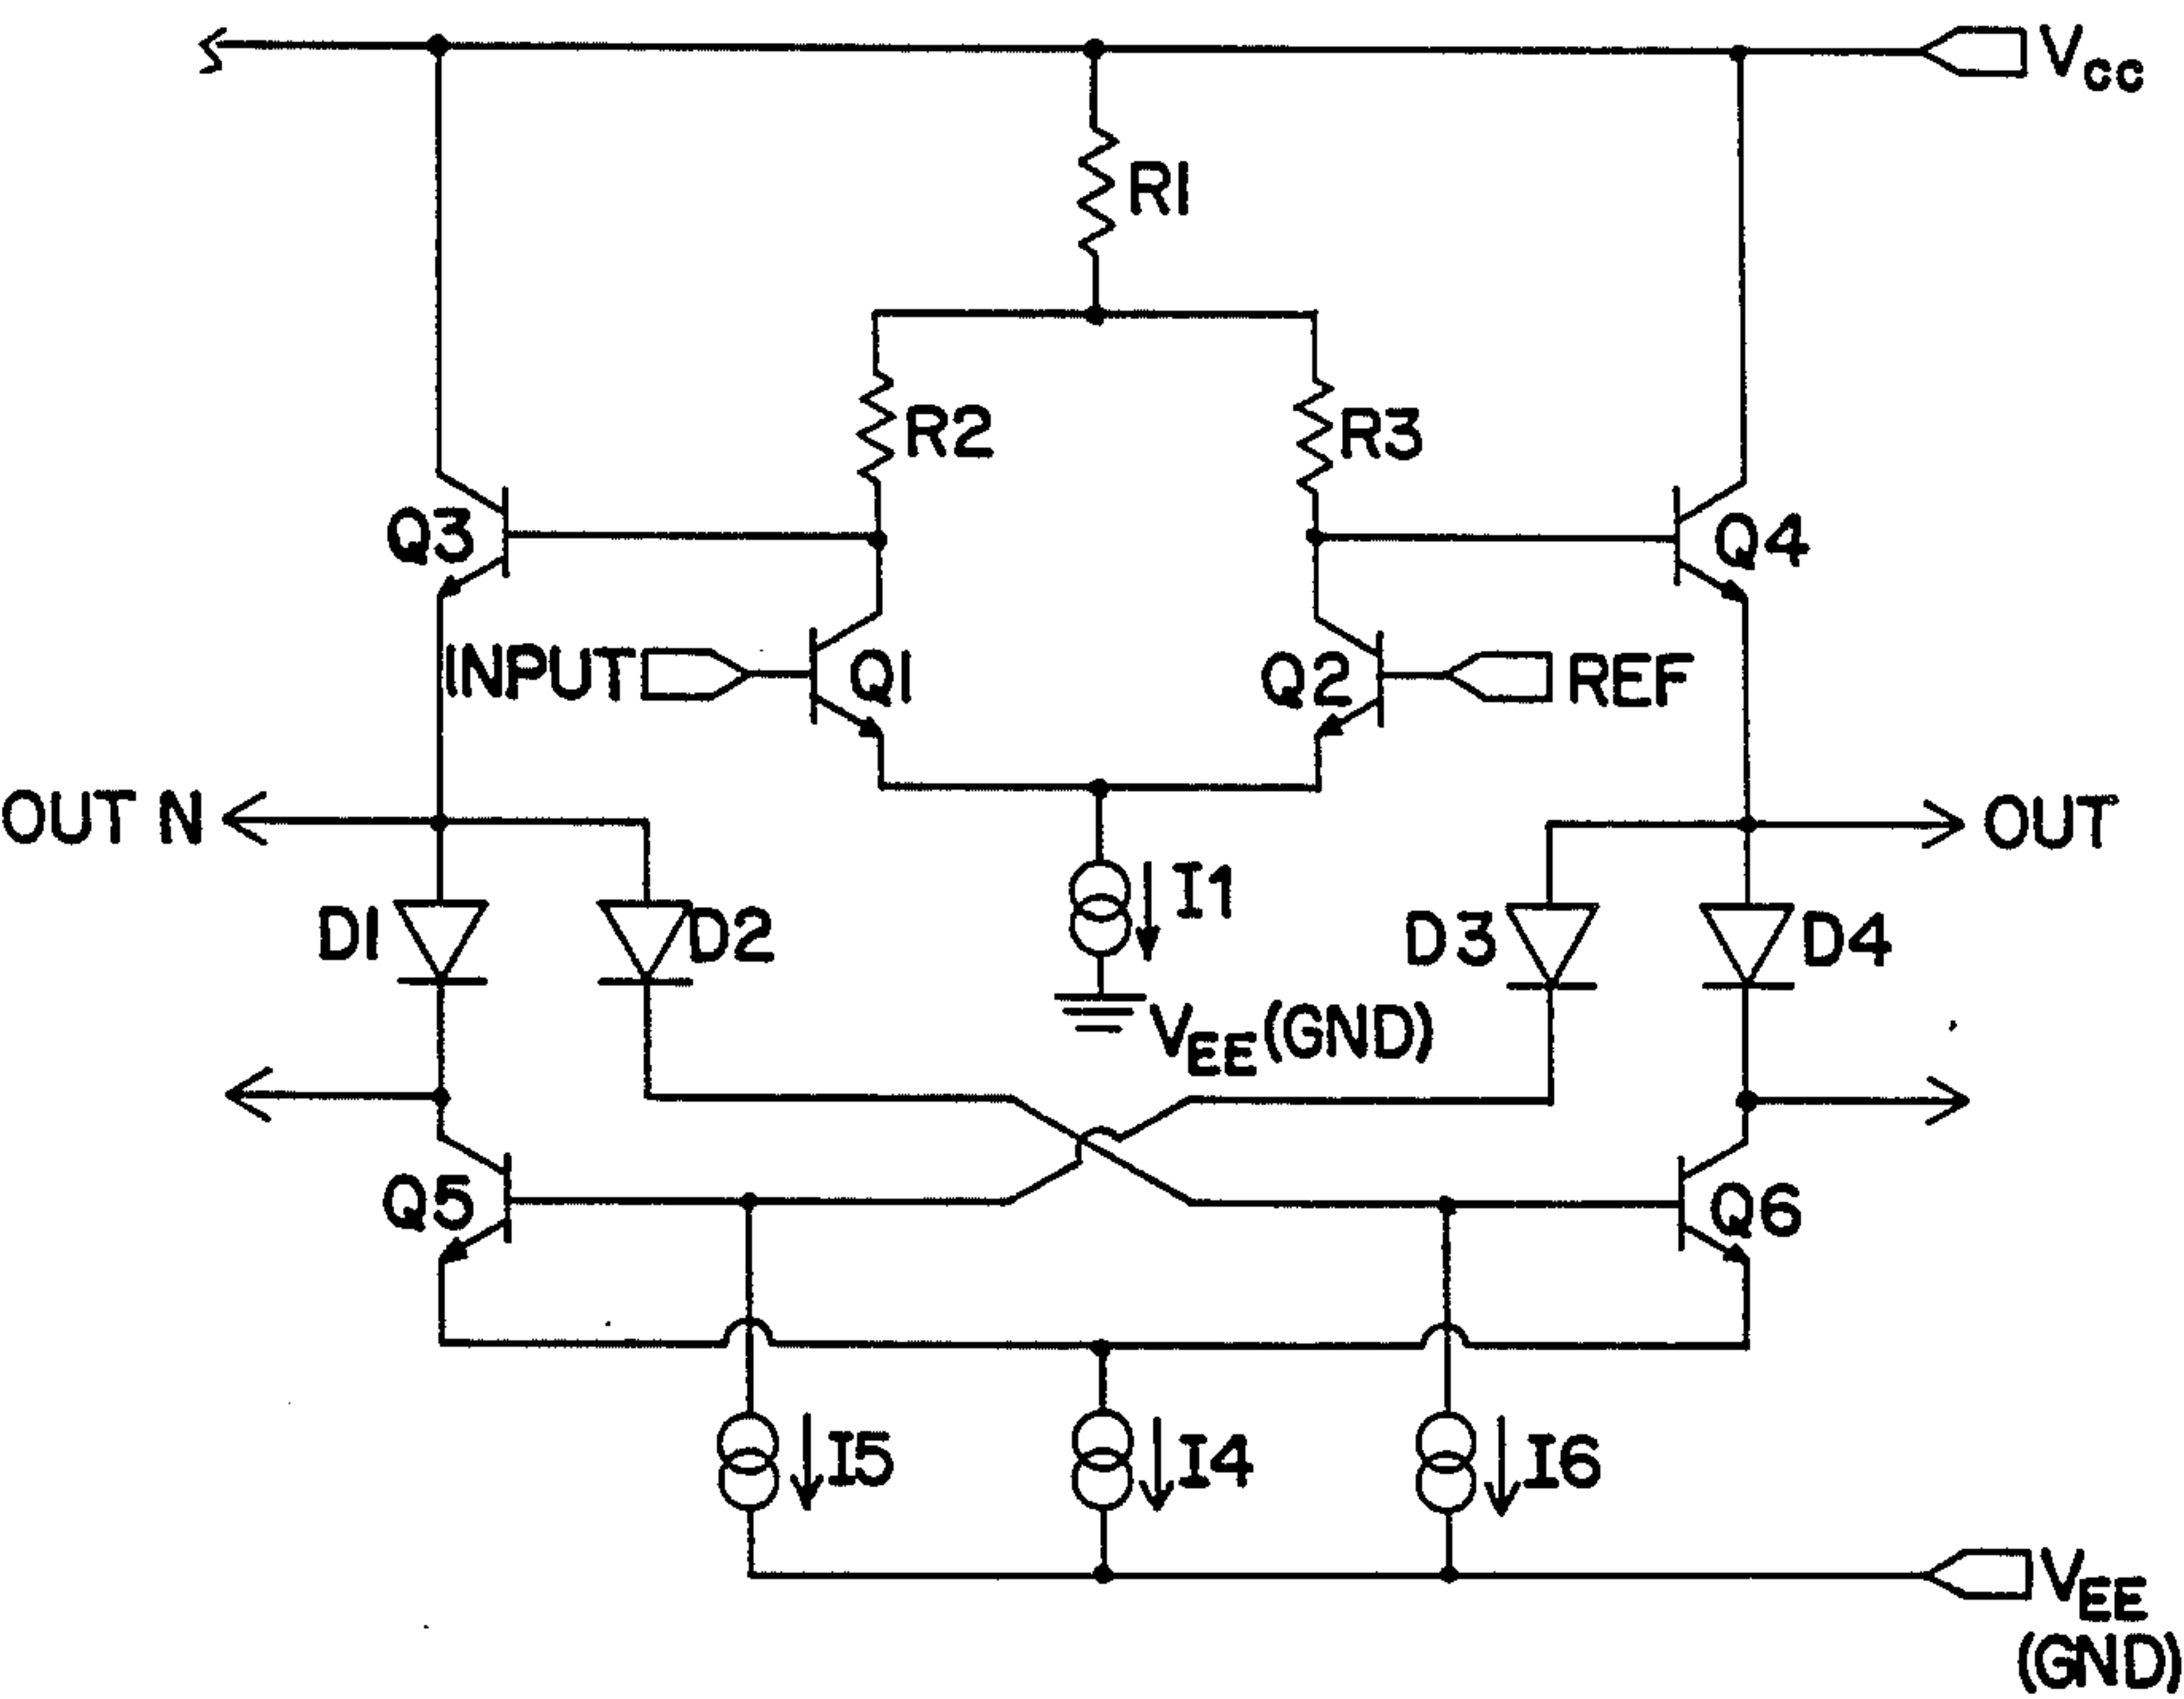 Vcc
R1
R2
R3
Q3
Q4
INPUT
Q1
Q2
REF
OUT N
OUT
I1
D1
D2
D3
D4
VEE (GND)
Q5
Q6
I5
I4
I6
VEE
(GND)